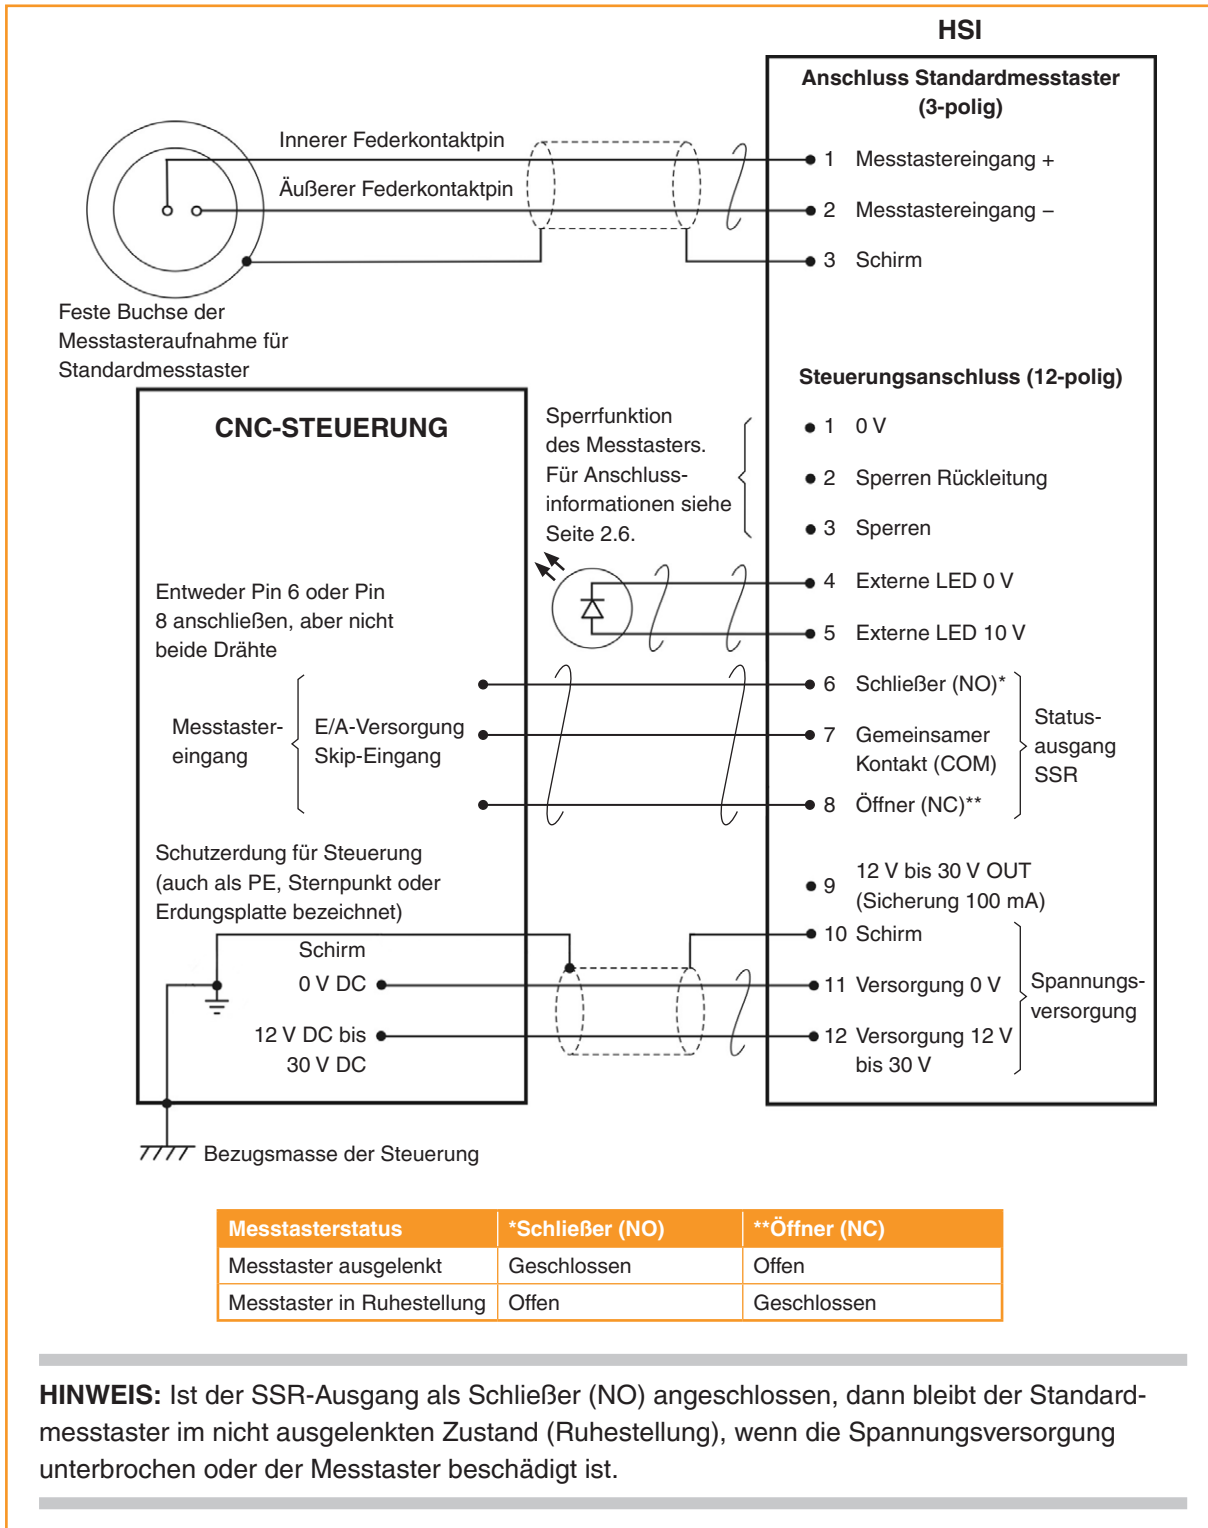 HSI
Anschluss Standardmesstaster
(3-polig)
Innerer Federkontaktpin
1 Messtastereingang +
Äußerer Federkontaktpin
2 Messtastereingang –
3 Schirm
Feste Buchse der
Messtasteraufnahme für
Standardmesstaster
Steuerungsanschluss (12-polig)
CNC-STEUERUNG
Sperrfunktion
des Messtasters.
Für Anschluss-
informationen siehe
Seite 2.6.
1 0 V
2 Sperren Rückleitung
3 Sperren
4 Externe LED 0 V
5 Externe LED 10 V
Entweder Pin 6 oder Pin
8 anschließen, aber nicht
beide Drähte
6 Schließer (NO)*
Messtaster-
eingang
E/A-Versorgung
Skip-Eingang
7 Gemeinsamer
Kontakt (COM)
Status-
ausgang
SSR
8 Öffner (NC)**
Schutzerdung für Steuerung
(auch als PE, Sternpunkt oder
Erdungsplatte bezeichnet)
9 12 V bis 30 V OUT
(Sicherung 100 mA)
Schirm
10 Schirm
0 V DC
11 Versorgung 0 V
Spannungs-
versorgung
12 V DC bis
30 V DC
12 Versorgung 12 V
bis 30 V
Bezugsmasse der Steuerung
Messtasterstatus *Schließer (NO) **Öffner (NC)
Messtaster ausgelenkt Geschlossen Offen
Messtaster in Ruhestellung Offen Geschlossen
HINWEIS: Ist der SSR-Ausgang als Schließer (NO) angeschlossen, dann bleibt der Standard-
messtaster im nicht ausgelenkten Zustand (Ruhestellung), wenn die Spannungsversorgung
unterbrochen oder der Messtaster beschädigt ist.